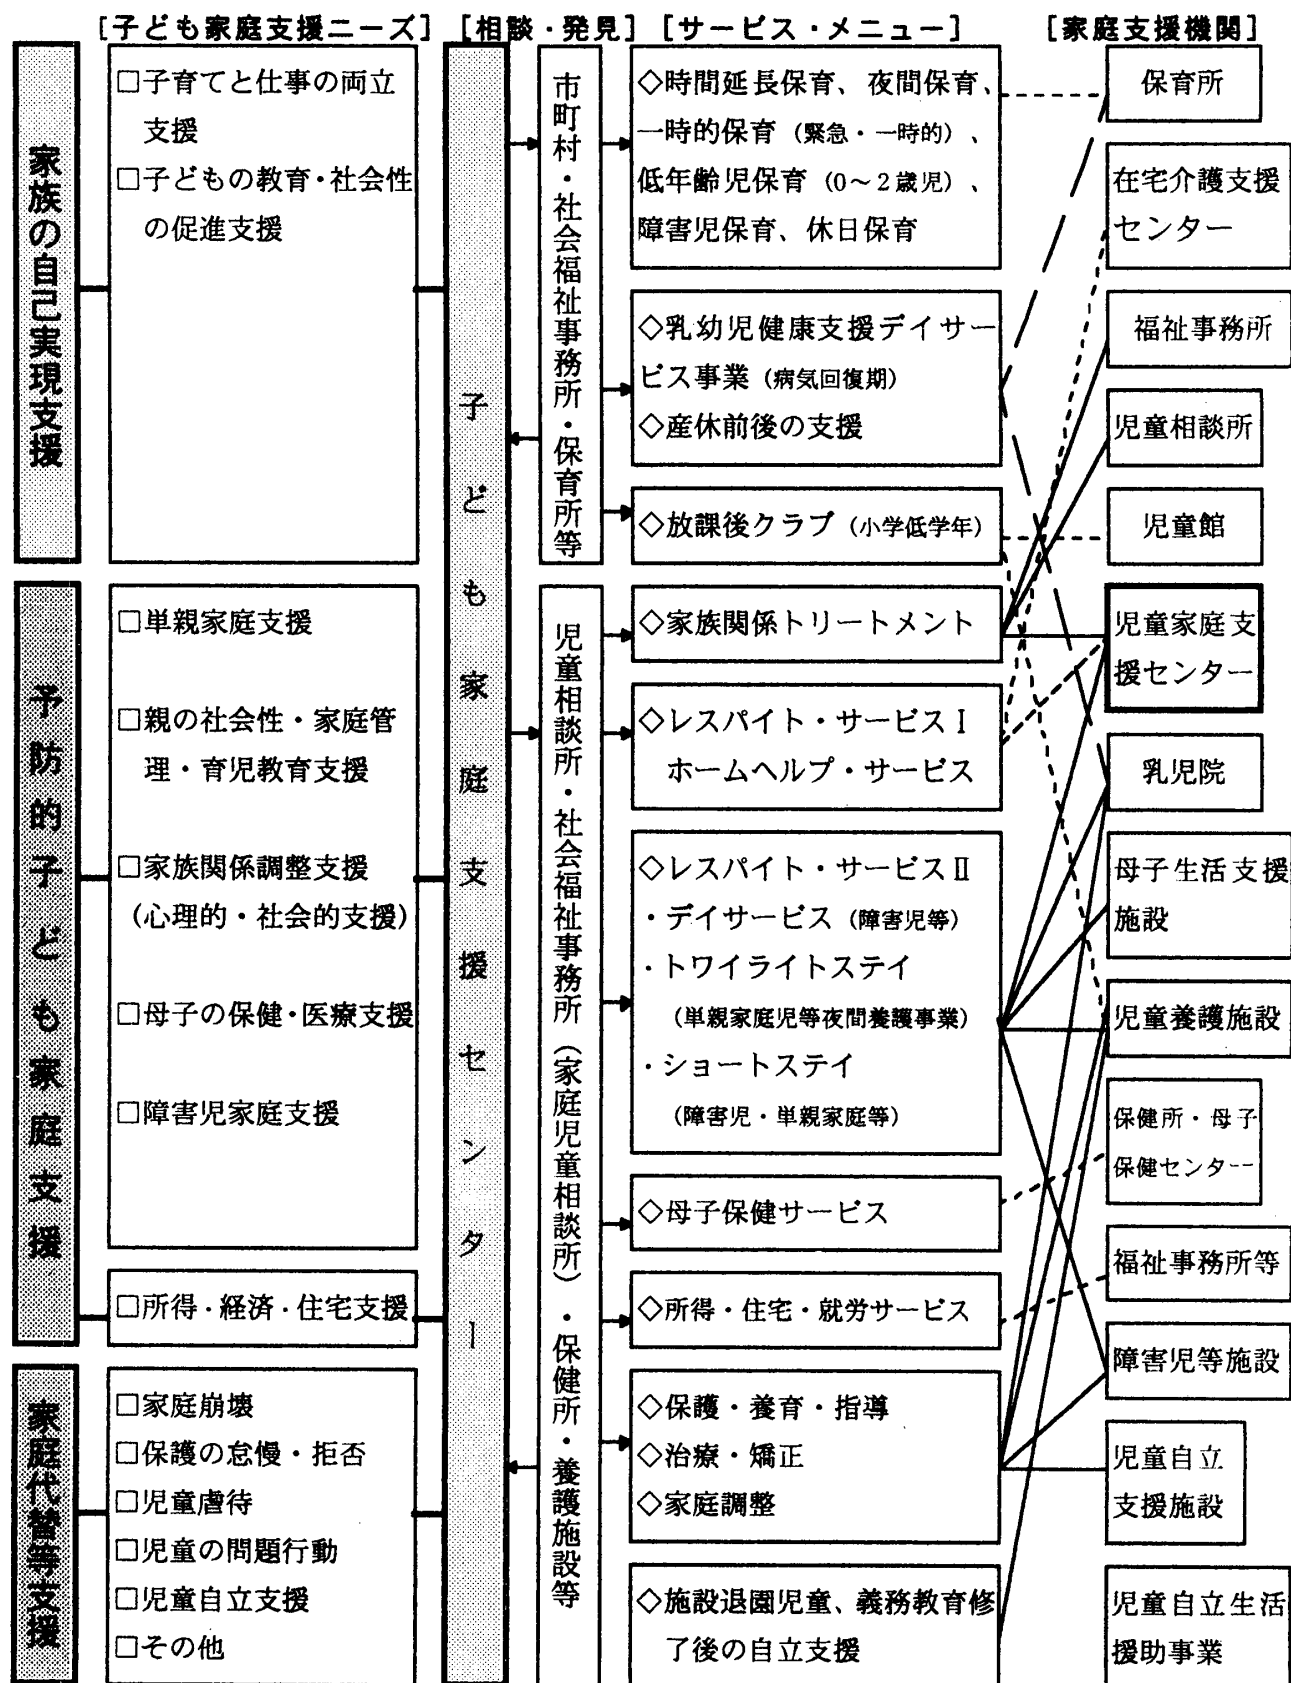 [子ども家庭支援ニーズ]
[相談・発見]
[サービス・メニュー]
[家庭支援機関]
家族の自己実現支援
□子育てと仕事の両立
支援
□子どもの教育・社会性
の促進支援
予防的子ども家庭支援
□単親家庭支援
□親の社会性・家庭管
理・育児教育支援
□家族関係調整支援
(心理的・社会的支援)
□母子の保健・医療支援
□障害児家庭支援
□所得・経済・住宅支援
家庭代替等支援
□家庭崩壊
□保護の怠慢・拒否
□児童虐待
□児童の問題行動
□児童自立支援
□その他
子ども家庭支援センター
市町村・社会福祉事務所・保育所等
児童相談所・社会福祉事務所(家庭児童相談所)・保健所・養護施設等
◇時間延長保育、夜間保育、
一時的保育(緊急・一時的)、
低年齢児保育(0〜2歳児)、
障害児保育、休日保育
◇乳幼児健康支援デイサー
ビス事業(病気回復期)
◇産休前後の支援
◇放課後クラブ(小学低学年)
◇家族関係トリートメント
◇レスパイト・サービスⅠ
ホームヘルプ・サービス
◇レスパイト・サービスⅡ
・デイサービス(障害児等)
・トワイライトステイ
(単親家庭児等夜間養護事業)
・ショートステイ
(障害児・単親家庭等)
◇母子保健サービス
◇所得・住宅・就労サービス
◇保護・養育・指導
◇治療・矯正
◇家庭調整
◇施設退園児童、義務教育修
了後の自立支援
保育所
在宅介護支援
センター
福祉事務所
児童相談所
児童館
児童家庭支
援センター
乳児院
母子生活支援
施設
児童養護施設
保健所・母子
保健センター
福祉事務所等
障害児等施設
児童自立
支援施設
児童自立生活
援助事業